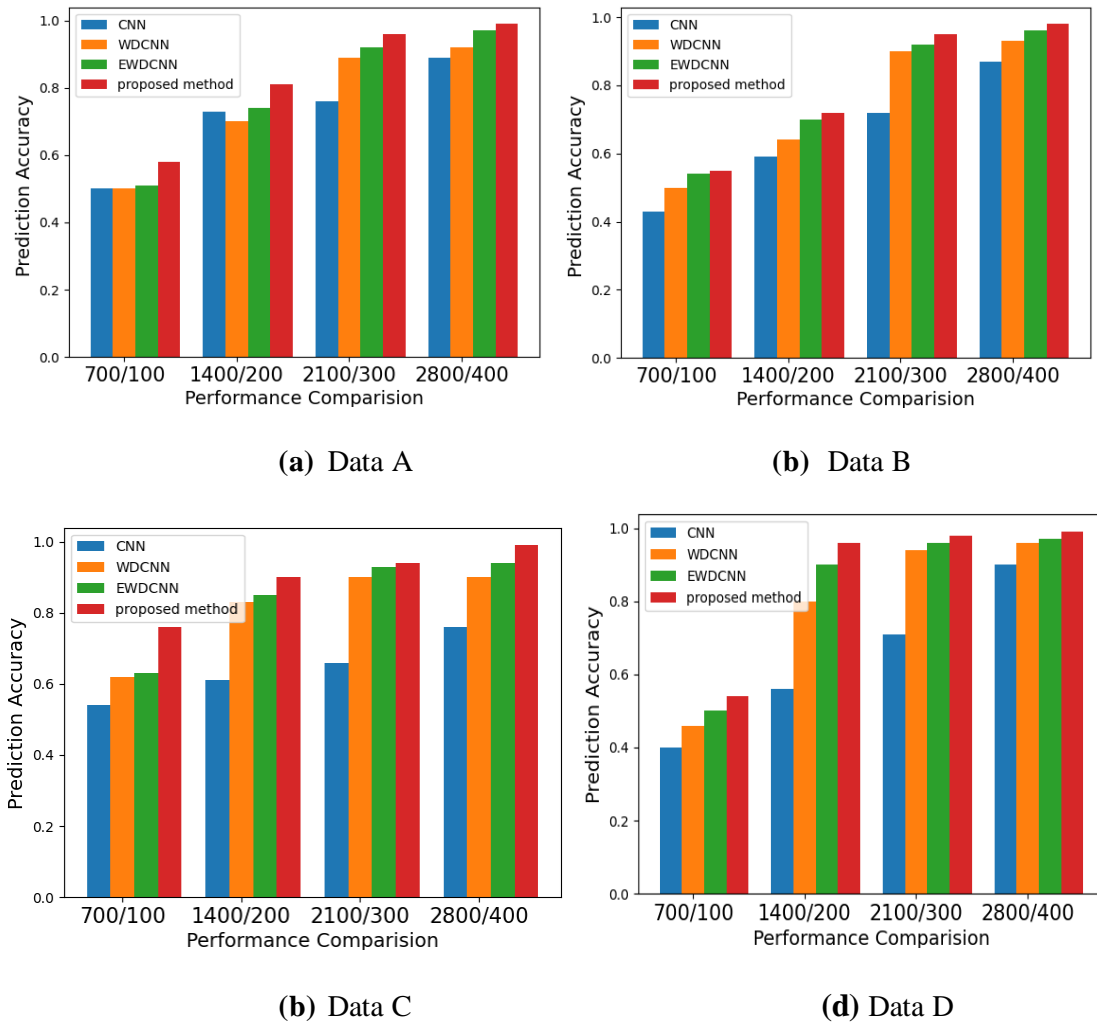 1.0
0.8
0.6
0.4
0.2
0.0
Prediction Accuracy
CNN
WDCNN
EWDCNN
proposed method
700/100 1400/200 2100/300 2800/400
Performance Comparision
(a) Data A
1.0
0.8
0.6
0.4
0.2
0.0
Prediction Accuracy
CNN
WDCNN
EWDCNN
proposed method
700/100 1400/200 2100/300 2800/400
Performance Comparision
(b) Data B
1.0
0.8
0.6
0.4
0.2
0.0
Prediction Accuracy
CNN
WDCNN
EWDCNN
proposed method
700/100 1400/200 2100/300 2800/400
Performance Comparision
(b) Data C
1.0
0.8
0.6
0.4
0.2
0.0
Prediction Accuracy
CNN
WDCNN
EWDCNN
proposed method
700/100 1400/200 2100/300 2800/400
Performance Comparision
(d) Data D